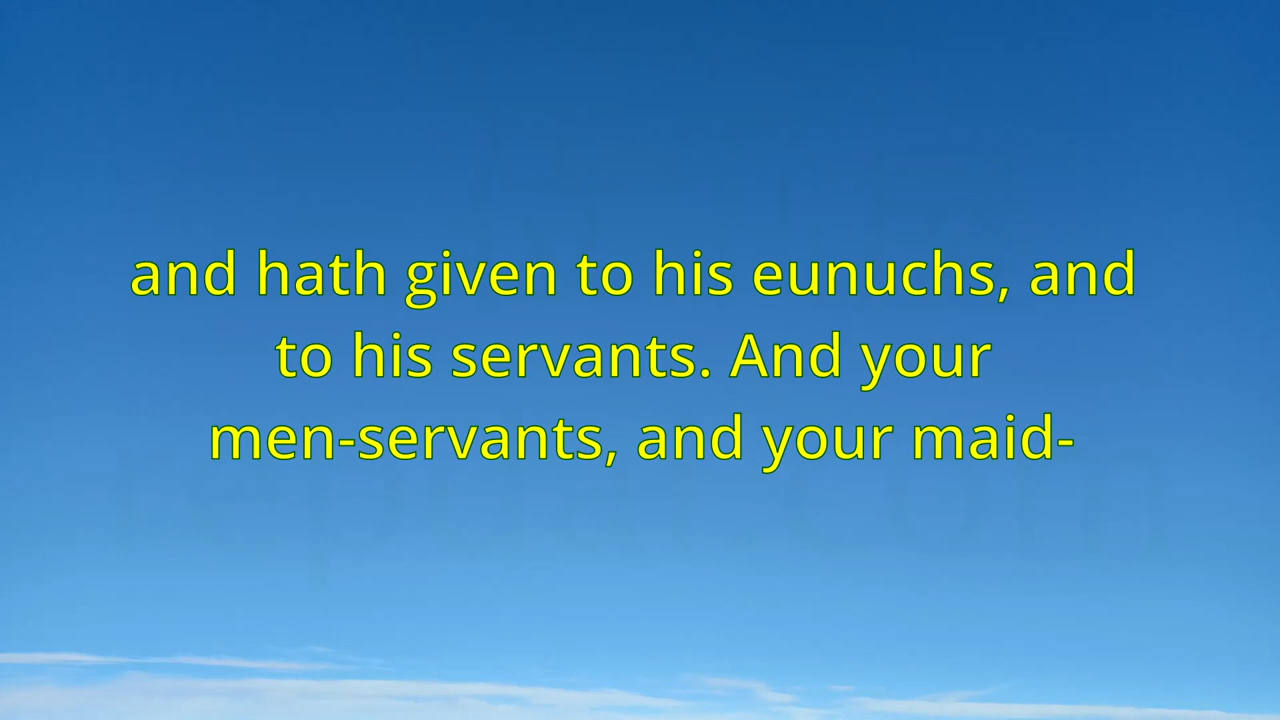 and hath given to his eunuchs, and
to his servants. And your
men-servants, and your maid-